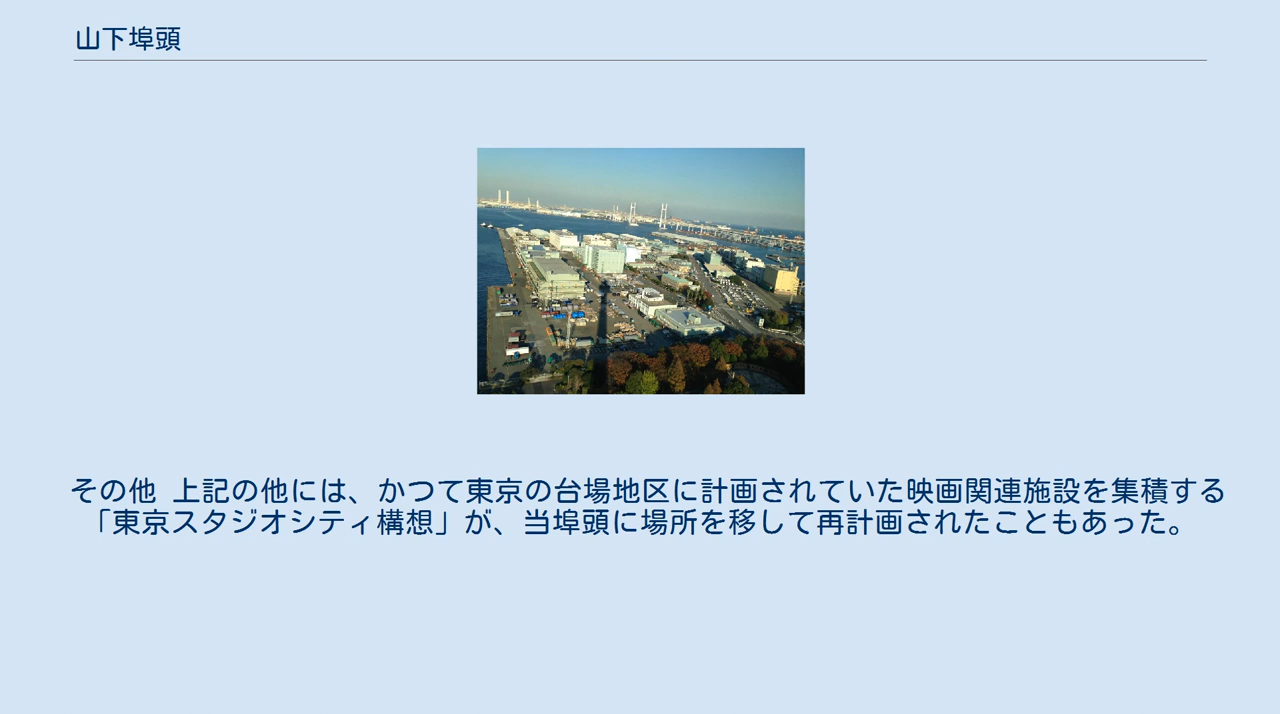 山下埠頭
その他 上記の他には、かつて東京の台場地区に計画されていた映画関連施設を集積する
「東京スタジオシティ構想」が、当埠頭に場所を移して再計画されたこともあった。